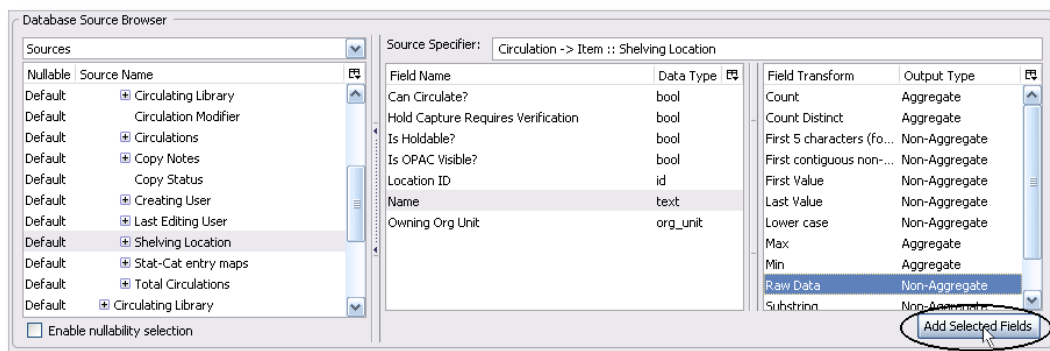 Database Source Browser
Sources
Source Specifier: Circulation -> Item :: Shelving Location
Nullable Source Name
Default Circulating Library
Default Circulation Modifier
Default Circulations
Default Copy Notes
Default Copy Status
Default Creating User
Default Last Editing User
Default Shelving Location
Default Stat-Cat entry maps
Default Total Circulations
Default Circulating Library
Enable nullability selection
Field Name Data Type
Can Circulate? bool
Hold Capture Requires Verification bool
Is Holdable? bool
Is OPAC Visible? bool
Location ID id
Name text
Owning Org Unit org_unit
Field Transform Output Type
Count Aggregate
Count Distinct Aggregate
First 5 characters (fo... Non-Aggregate
First contiguous non-... Non-Aggregate
First Value Non-Aggregate
Last Value Non-Aggregate
Lower case Non-Aggregate
Max Aggregate
Min Aggregate
Raw Data Non-Aggregate
Substring Non-Aggregate
Add Selected Fields